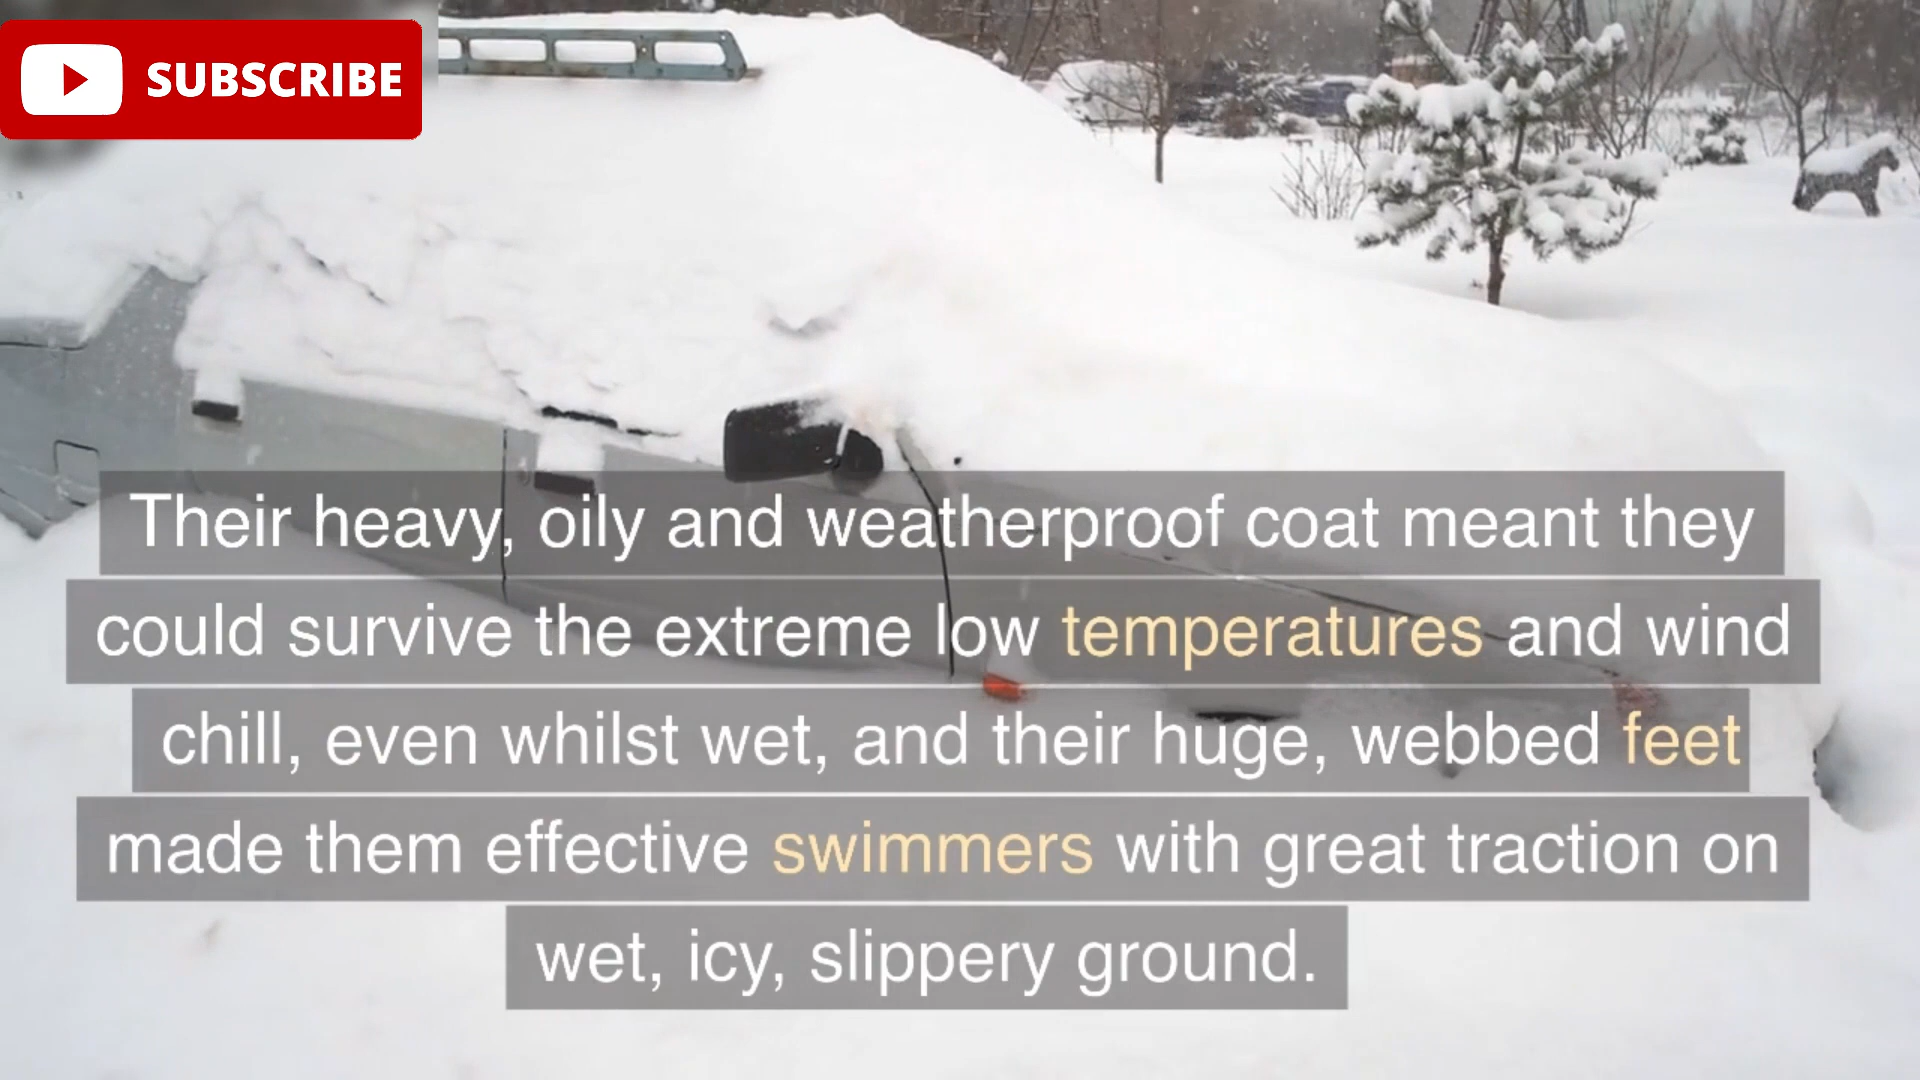 SUBSCRIBE
Their heavy, oily and weatherproof coat meant they
could survive the extreme low temperatures and wind
chill, even whilst wet, and their huge, webbed feet
made them effective swimmers with great traction on
wet, icy, slippery ground.